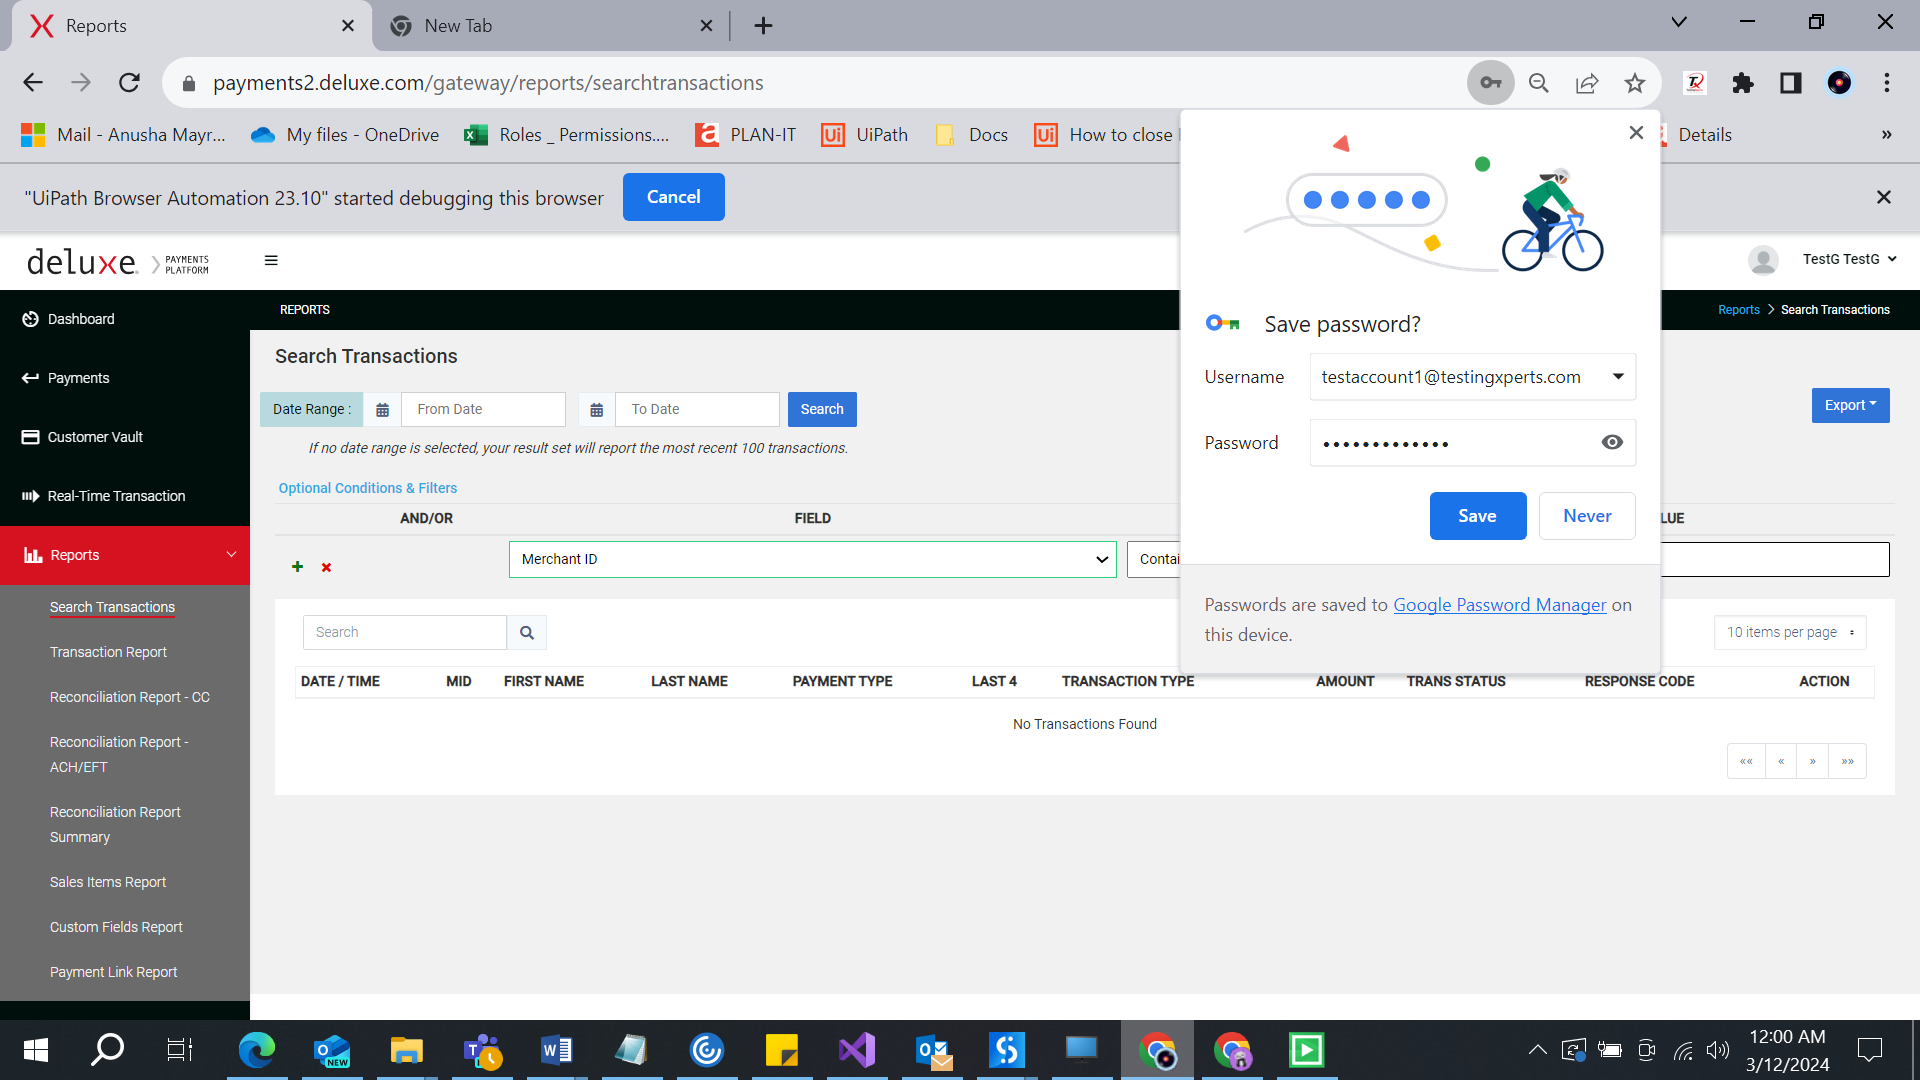 Reports
New Tab
payments2.deluxe.com/gateway/reports/searchtransactions
Mail - Anusha Mayr...
My files - OneDrive
Roles _ Permissions....
PLAN-IT
UiPath
Docs
How to close
Details
»
"UiPath Browser Automation 23.10" started debugging this browser
Cancel
deluxe. PAYMENTS PLATFORM
TestG TestG
Dashboard
Payments
Customer Vault
Real-Time Transaction
Reports
Search Transactions
Transaction Report
Reconciliation Report - CC
Reconciliation Report -
ACH/EFT
Reconciliation Report
Summary
Sales Items Report
Custom Fields Report
Payment Link Report
REPORTS
Reports > Search Transactions
Search Transactions
Date Range :
From Date
To Date
Search
Export
If no date range is selected, your result set will report the most recent 100 transactions.
Optional Conditions & Filters
AND/OR
FIELD
LUE
Merchant ID
Contai
Search
10 items per page
DATE / TIME MID FIRST NAME LAST NAME PAYMENT TYPE LAST 4 TRANSACTION TYPE AMOUNT TRANS STATUS RESPONSE CODE ACTION
No Transactions Found
«« « » »»
Save password?
Username
testaccount1@testingxperts.com
Password
•••••••••••••
Save
Never
Passwords are saved to Google Password Manager on
this device.
NEW
12:00 AM
3/12/2024